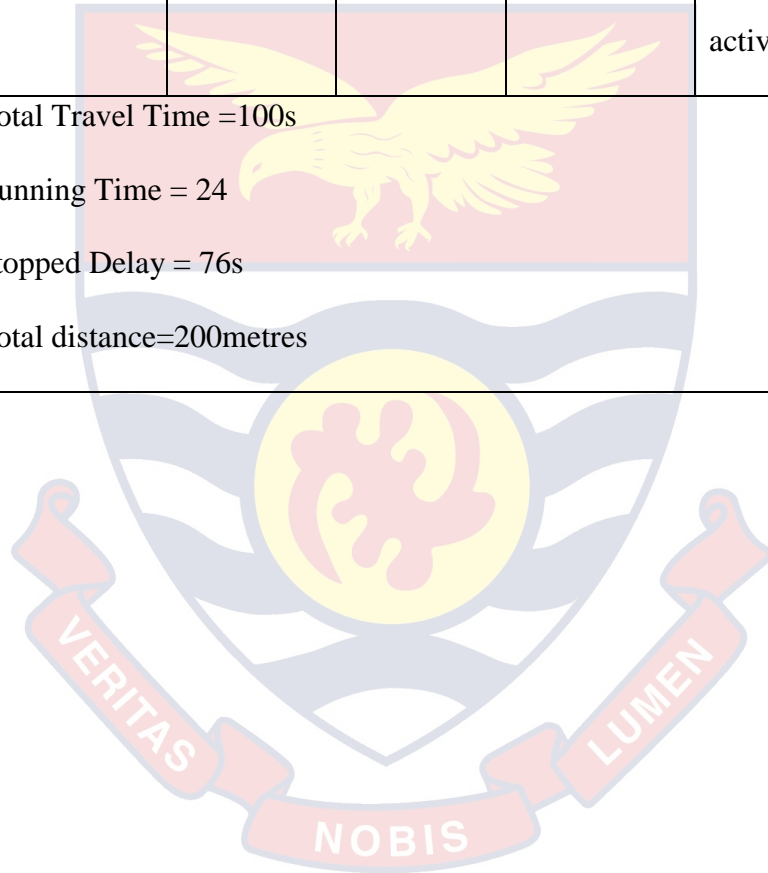 activ
otal Travel Time =100s
unning Time = 24
topped Delay = 76s
otal distance=200metres
VERITAS
NOBIS
LUMEN